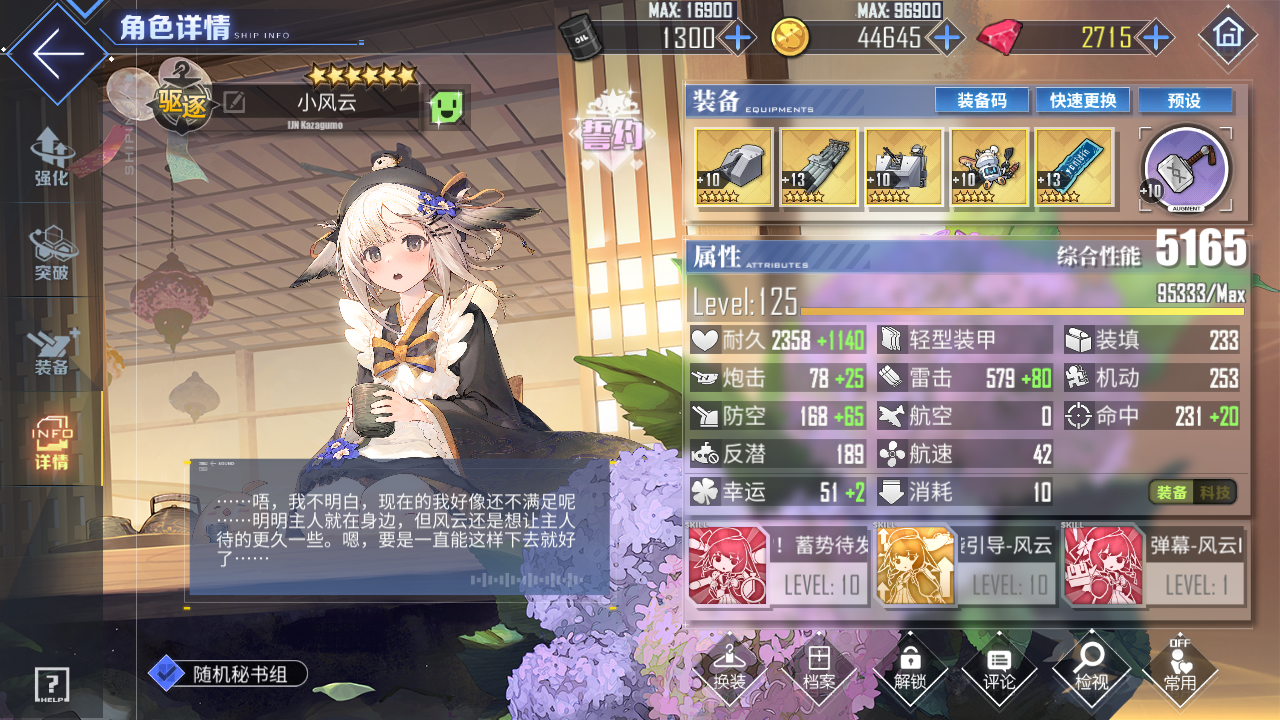 角色详情 SHIP INFO
MAX: 16900
OIL
1300
MAX: 96900
44645
2715
驱逐
小风云
IJN Kazagumo
誓约
强化
突破
装备
INFO
详情
装备 EQUIPMENTS
装备码
快速更换
预设
+10
+13
+10
+10
+13
+10
AUGMENT
属性 ATTRIBUTES
综合性能 5165
Level:125
95333/Max
耐久 2358 +1140
轻型装甲
装填 233
炮击 78 +25
雷击 579 +80
机动 253
防空 168 +65
航空 0
命中 231 +20
反潜 189
航速 42
幸运 51 +2
消耗 10
装备 科技
SKILL
！蓄势待发
LEVEL: 10
SKILL
引导-风云
LEVEL: 10
SKILL
弹幕-风云I
LEVEL: 1
……唔，我不明白，现在的我好像还不满足呢
……明明主人就在身边，但风云还是想让主人
待的更久一些。嗯，要是一直能这样下去就好
了……
HELP
随机秘书组
换装
档案
解锁
评论
检视
OFF
常用